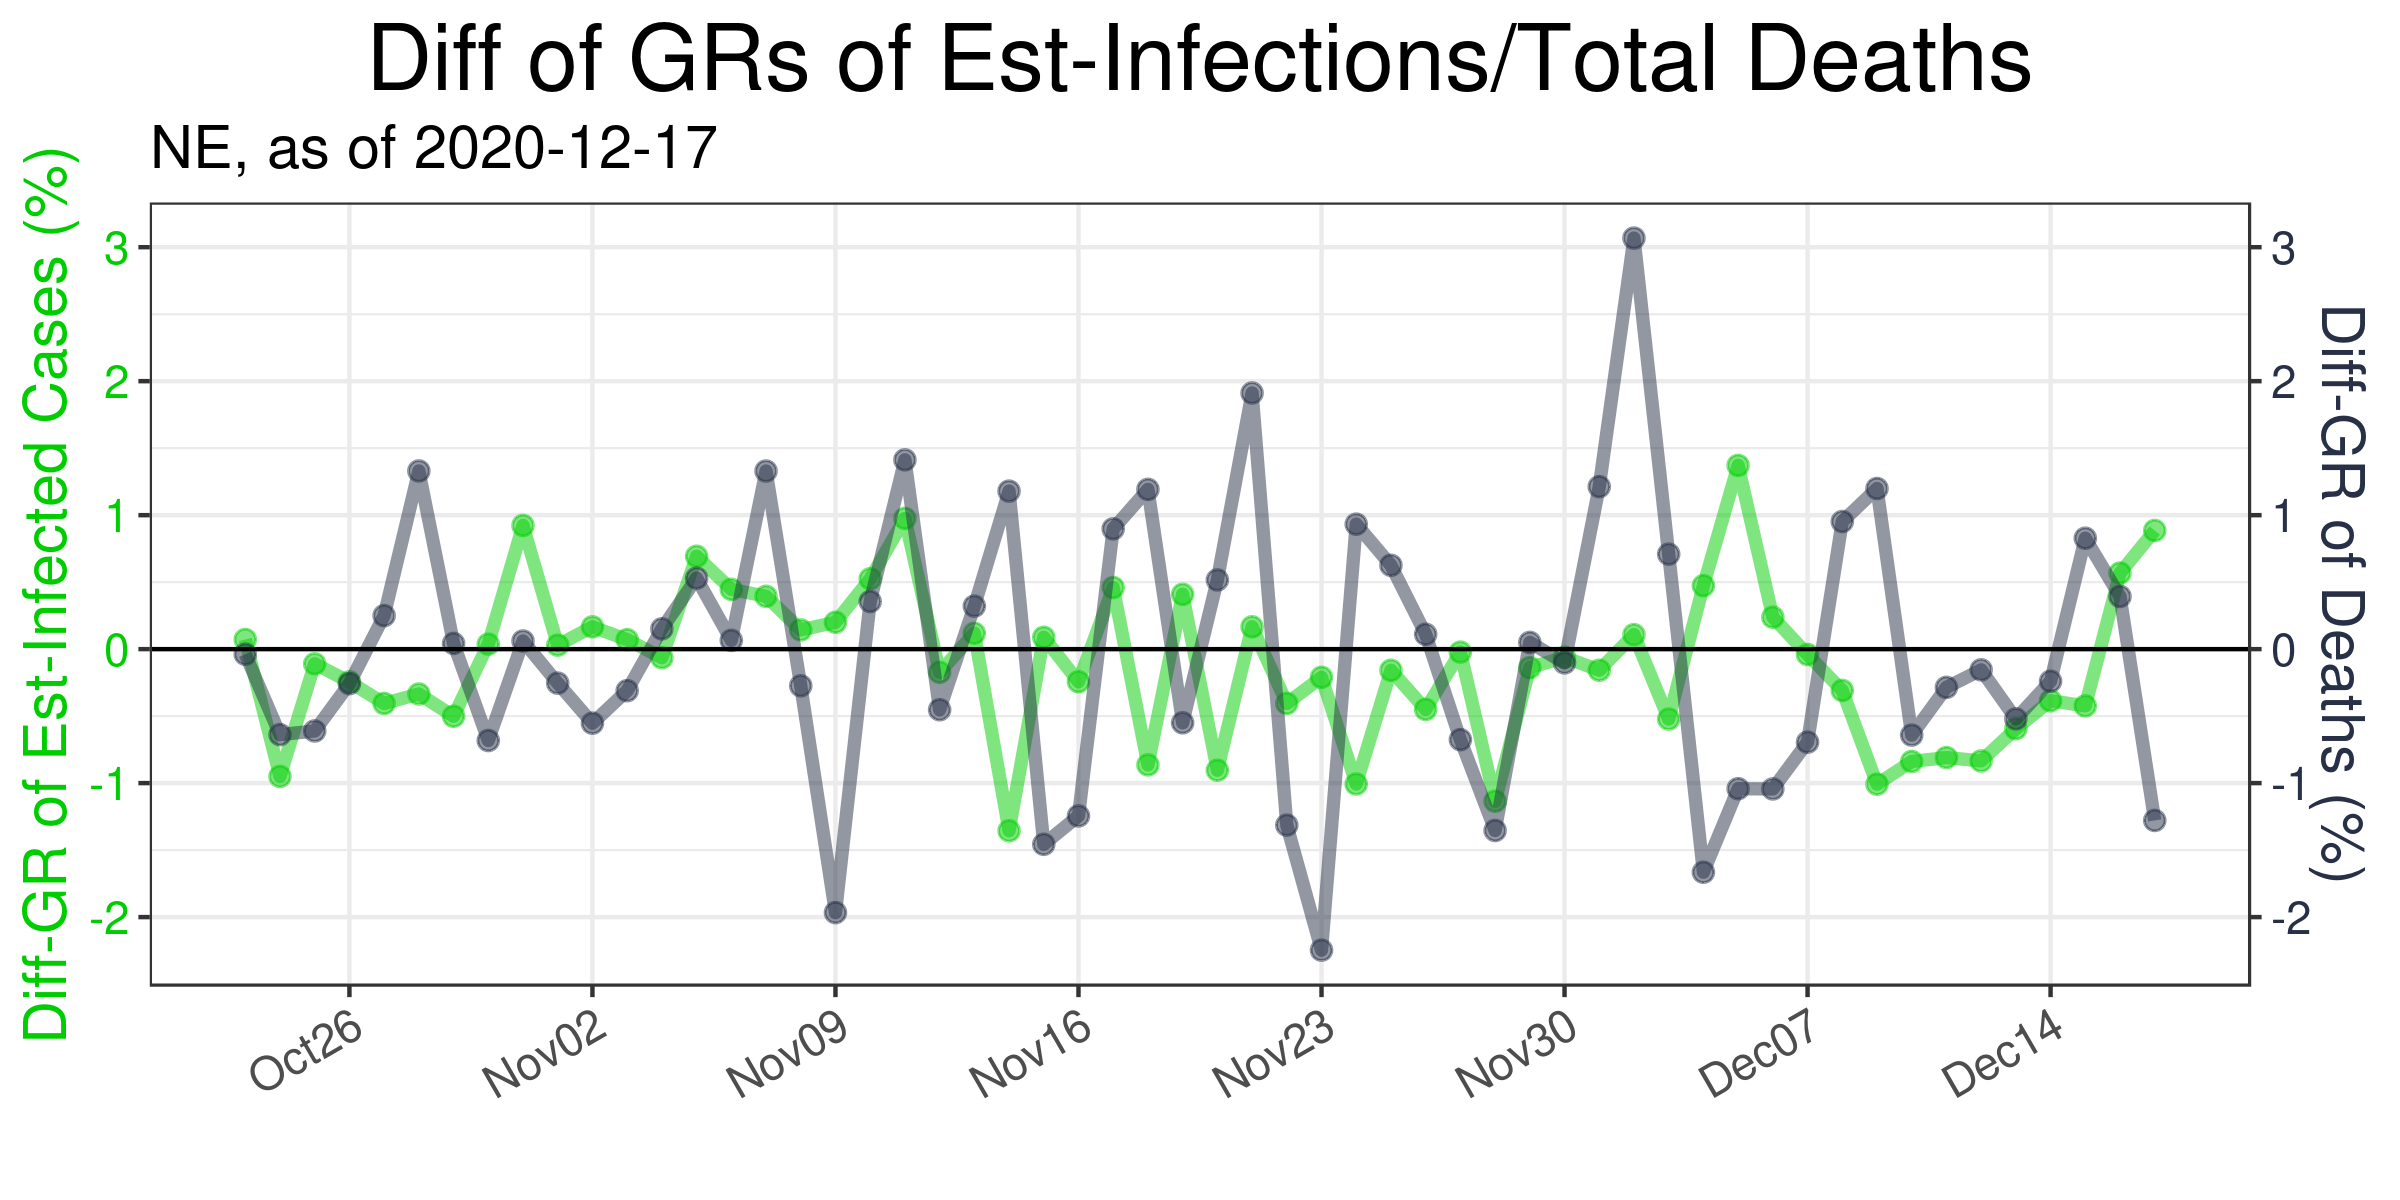 Diff of GRs of Est-Infections/Total Deaths
NE, as of 2020-12-17
Diff-GR of Est-Infected Cases (%)
3
2
1
0
-1
-2
3
2
1
0
-1
-2
Diff-GR of Deaths (%)
Oct26
Nov02
Nov09
Nov16
Nov23
Nov30
Dec07
Dec14